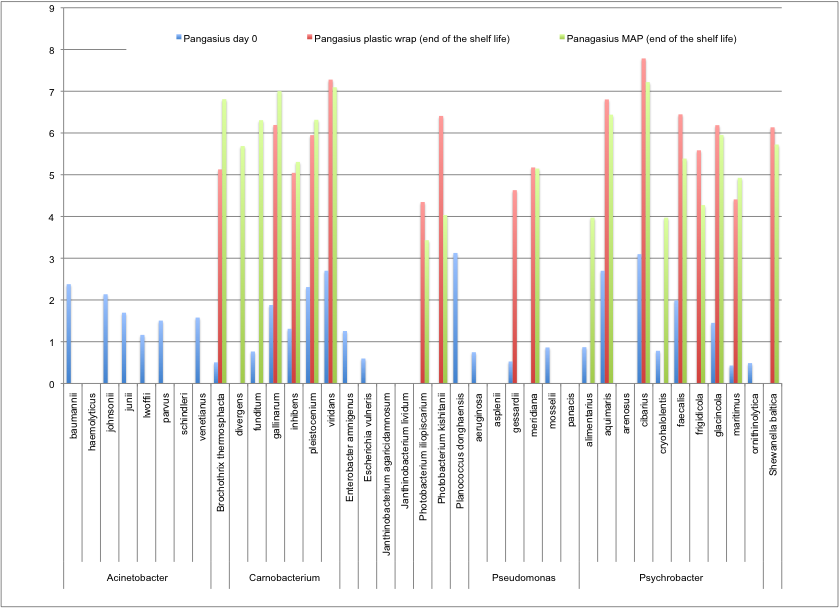 9
8
7
6
5
4
3
2
1
0
Pangasius day 0
Pangasius plastic wrap (end of the shelf life)
Panagasius MAP (end of the shelf life)
baumannii
haemolyticus
johnsonii
junii
lwoffii
parvus
schindleri
venetianus
Brochothrix thermosphacda
divergens
funditum
gallinarum
inhibens
pleistocenium
viridans
Enterobacter amnigenus
Escherichia vulneris
Janthinobacterium agaricidamnosum
Janthinobacterium lividum
Photobacterium iliopiscarium
Photobacterium kishitanii
Planococcus donghaensis
aeruginosa
asplenii
gessardii
meridiana
mosselii
panacis
alimentarius
aquimaris
arenosus
cibarius
cryohalolentis
faecalis
frigidicola
glacincola
maritimus
ornithinolytica
Shewanella baltica
Acinetobacter
Carnobacterium
Pseudomonas
Psychrobacter